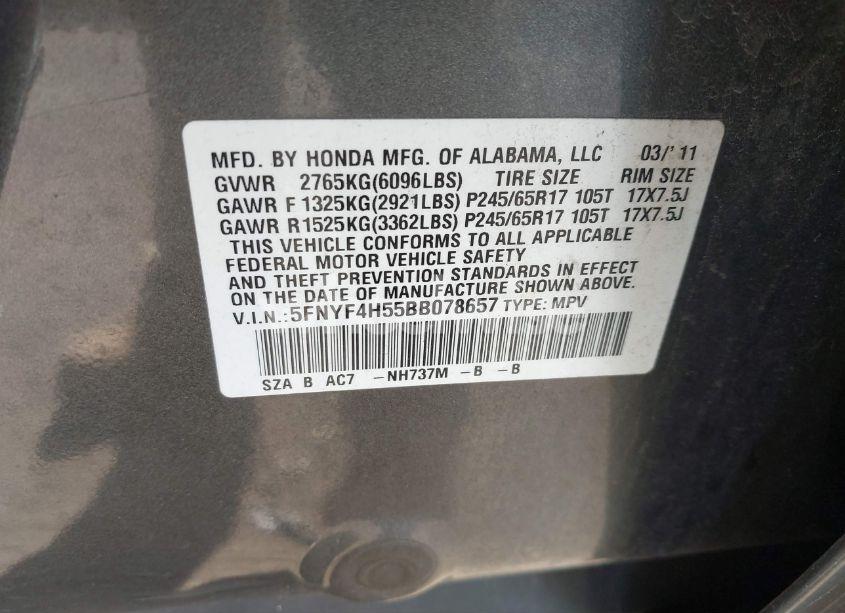 MFD. BY HONDA MFG. OF ALABAMA, LLC 03/' 11
GVWR 2765KG(6096LBS) TIRE SIZE RIM SIZE
GAWR F 1325KG(2921LBS) P245/65R17 105T 17X7.5J
GAWR R1525KG(3362LBS) P245/65R17 105T 17X7.5J
THIS VEHICLE CONFORMS TO ALL APPLICABLE
FEDERAL MOTOR VEHICLE SAFETY
AND THEFT PREVENTION STANDARDS IN EFFECT
ON THE DATE OF MANUFACTURE SHOWN ABOVE.
V.I.N.:5FNYF4H55BB078657 TYPE: MPV
SZA B AC7 -NH737M -B -B